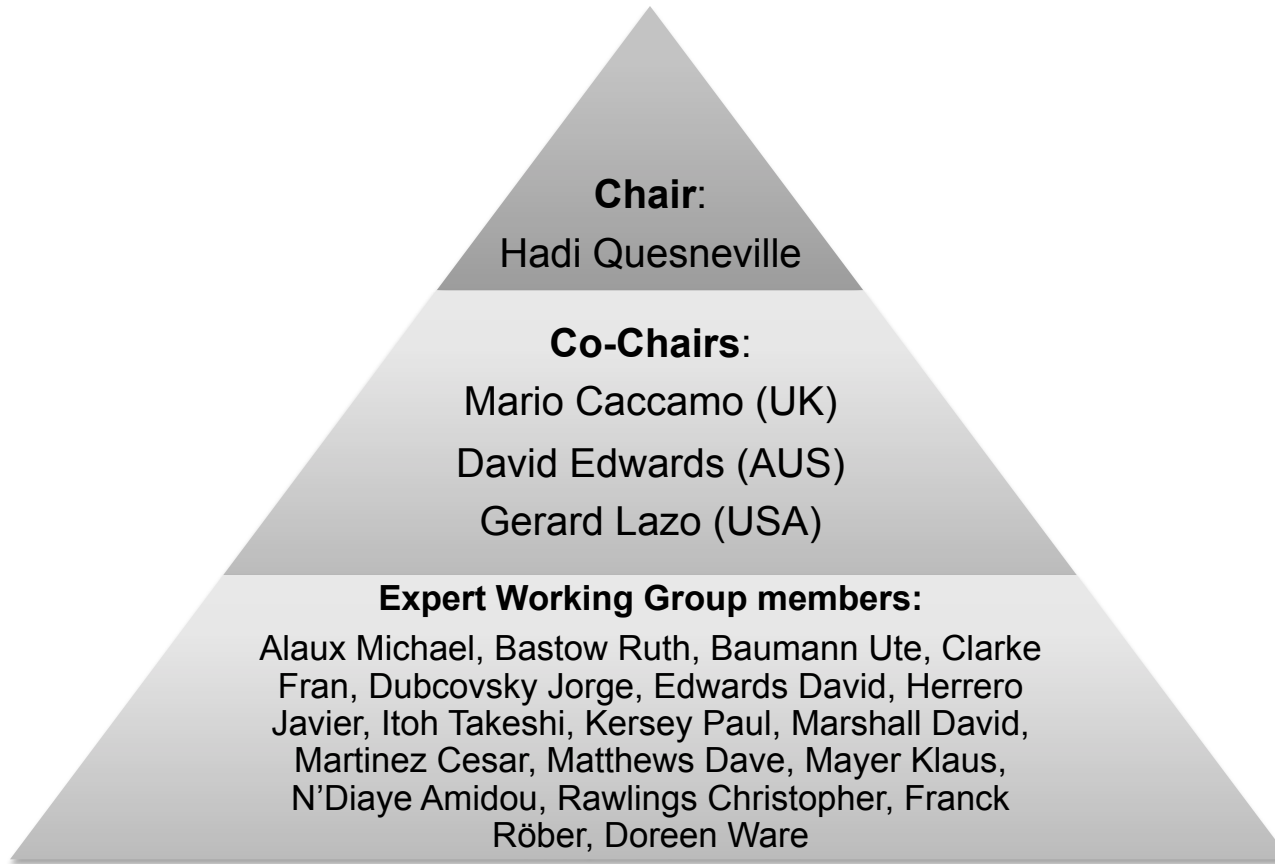 Chair:
Hadi Quesneville
Co-Chairs:
Mario Caccamo (UK)
David Edwards (AUS)
Gerard Lazo (USA)
Expert Working Group members:
Alaux Michael, Bastow Ruth, Baumann Ute, Clarke
Fran, Dubcovsky Jorge, Edwards David, Herrero
Javier, Itoh Takeshi, Kersey Paul, Marshall David,
Martinez Cesar, Matthews Dave, Mayer Klaus,
N’Diaye Amidou, Rawlings Christopher, Franck
Röber, Doreen Ware